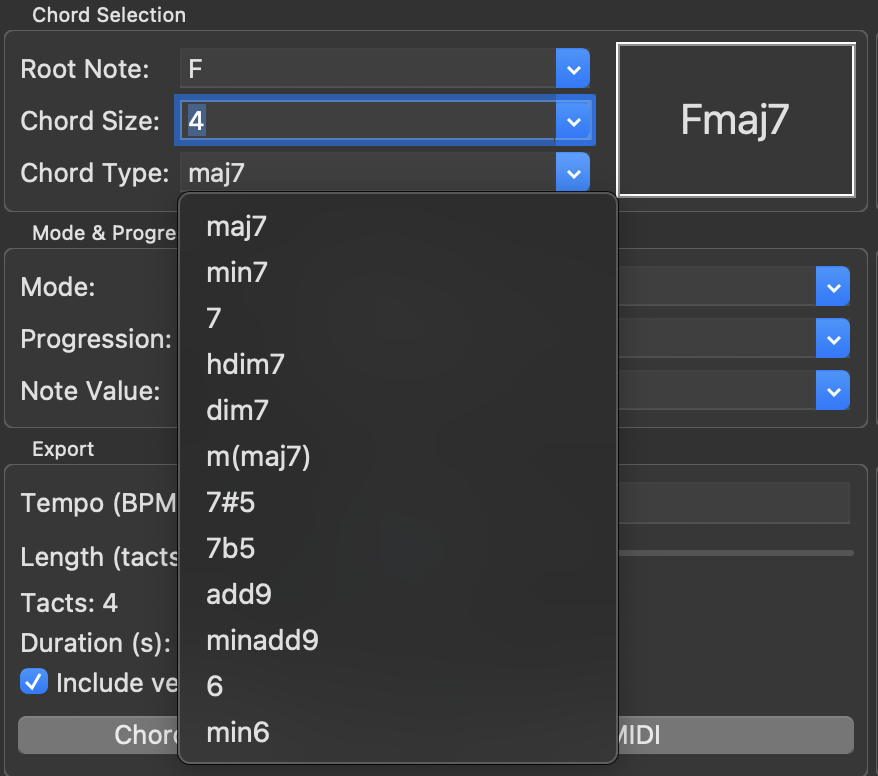 Chord Selection
Root Note: F
Chord Size: 4
Chord Type: maj7
Fmaj7
maj7
min7
7
hdim7
dim7
m(maj7)
7#5
7b5
add9
minadd9
6
min6
Mode & Progre
Mode:
Progression:
Note Value:
Export
Tempo (BPM
Length (tacts
Tacts: 4
Duration (s):
Include ve
Chord
MIDI